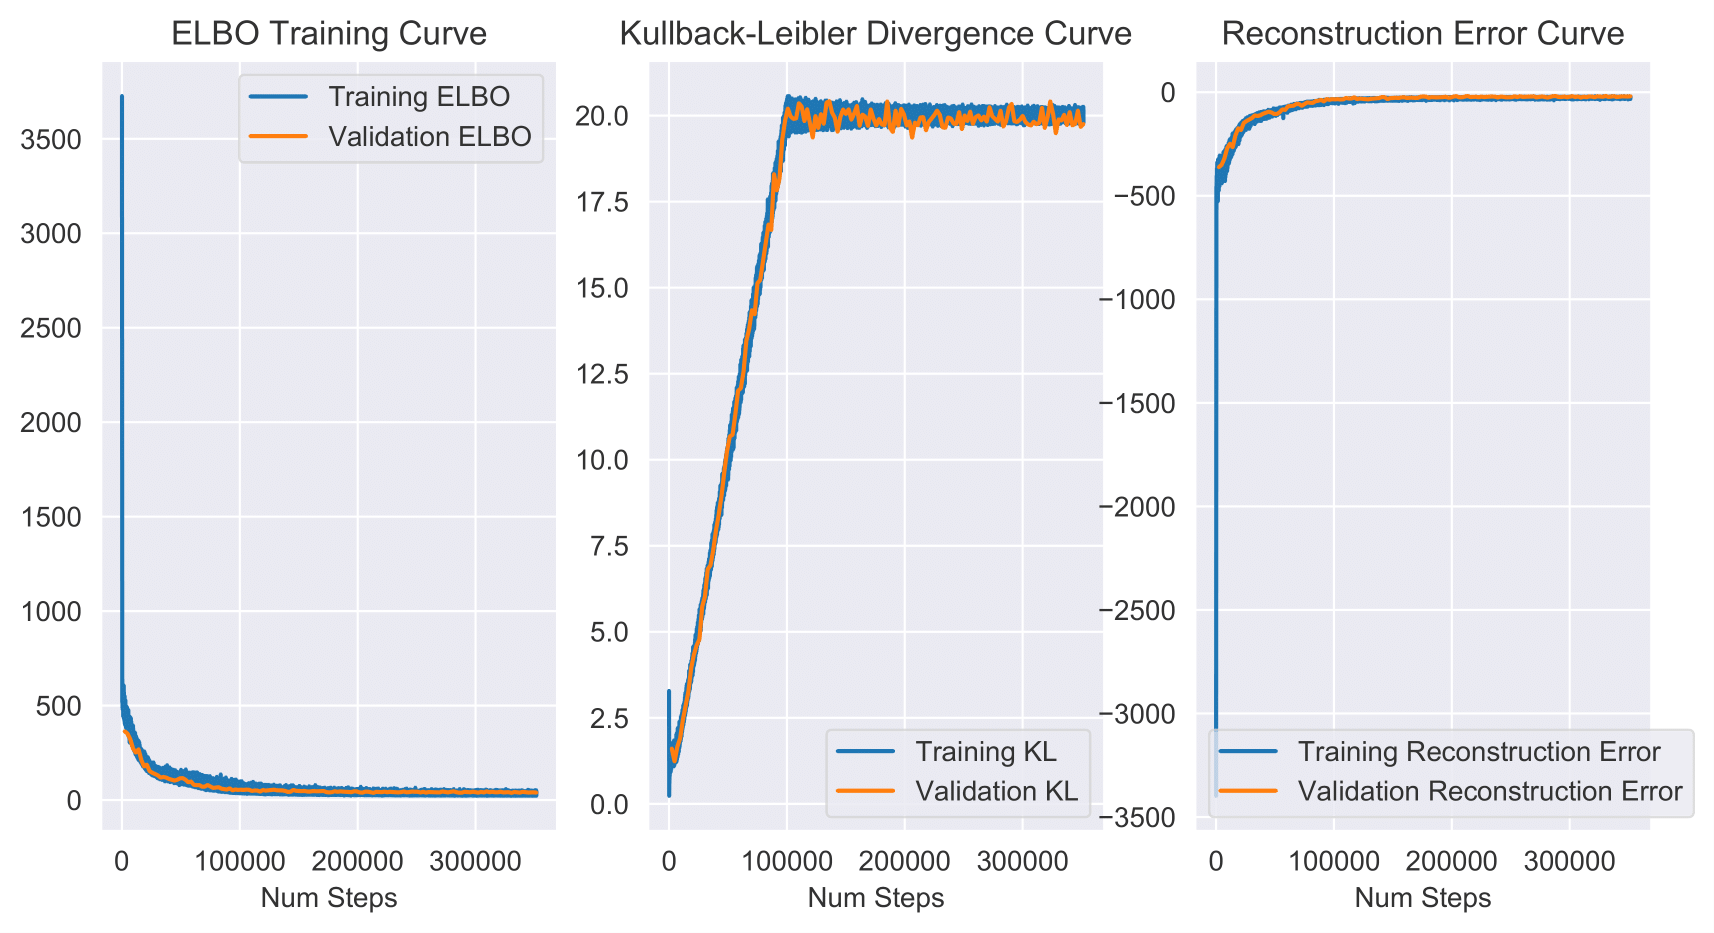 ELBO Training Curve
Training ELBO
Validation ELBO
3500
3000
2500
2000
1500
1000
500
0
0 100000 200000 300000
Num Steps
Kullback-Leibler Divergence Curve
20.0
17.5
15.0
12.5
10.0
7.5
5.0
2.5
0.0
Training KL
Validation KL
0 100000 200000 300000
Num Steps
Reconstruction Error Curve
0
−500
−1000
−1500
−2000
−2500
−3000
−3500
Training Reconstruction Error
Validation Reconstruction Error
0 100000 200000 300000
Num Steps